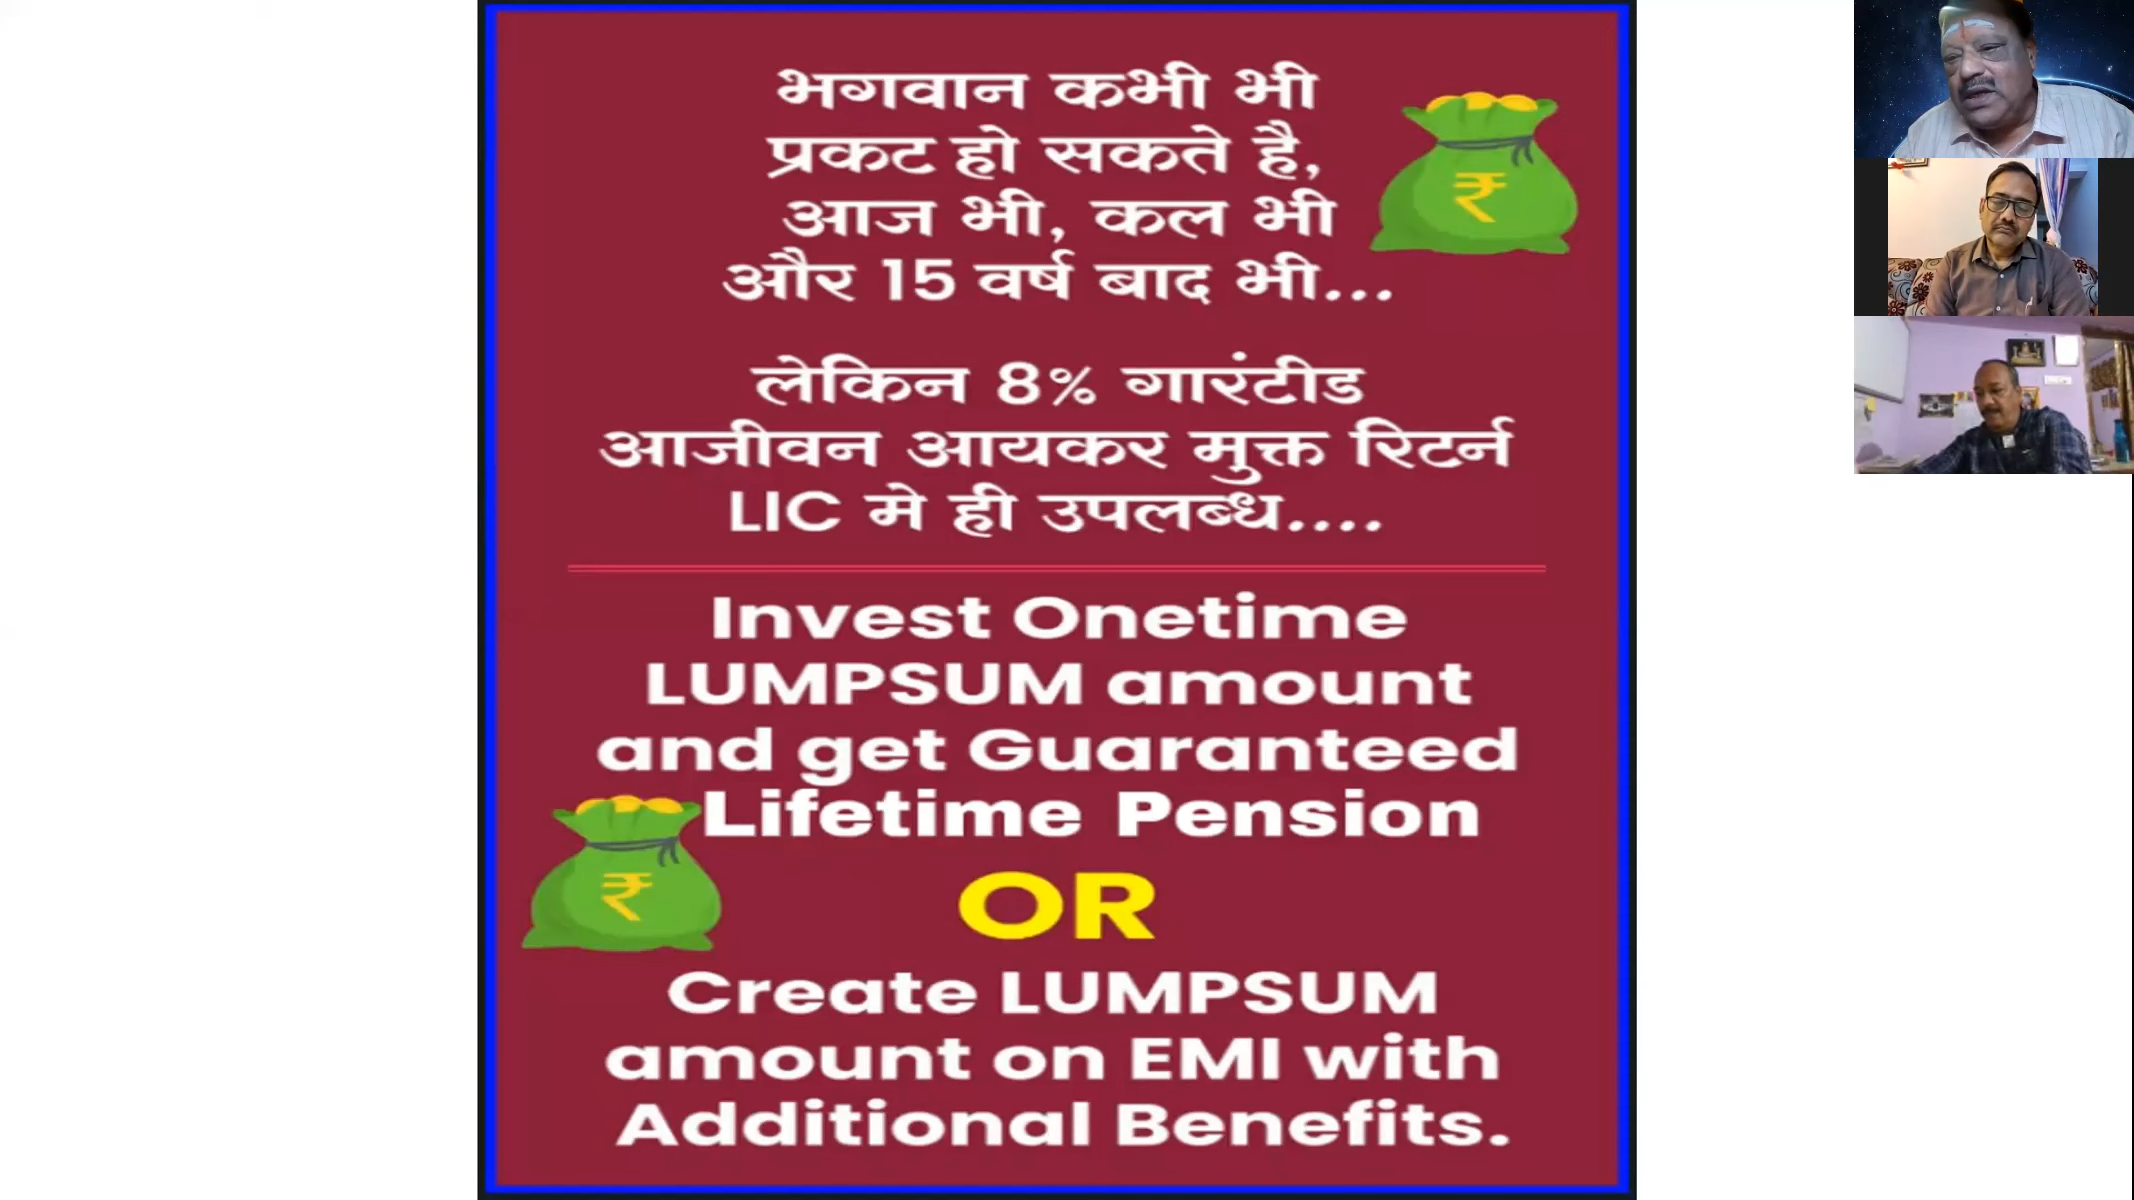 भगवान कभी भी
प्रकट हो सकते है,
आज भी, कल भी
और 15 वर्ष बाद भी...
₹
लेकिन 8% गारंटीड
आजीवन आयकर मुक्त रिटर्न
LIC मे ही उपलब्ध....
Invest Onetime
LUMPSUM amount
and get Guaranteed
Lifetime Pension
₹
OR
Create LUMPSUM
amount on EMI with
Additional Benefits.